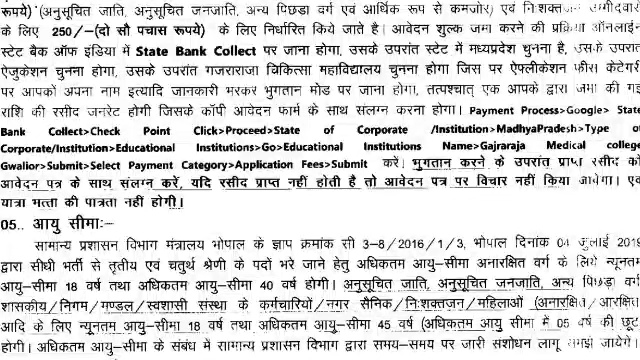 रूपये) (अनुसूचित जाति, अनुसूचित जनजाति, अन्य पिछडा वर्ग एवं आर्थिक रूप से कमजोर) एवं निःशक्तजन उम्मीदवारो
के लिए 250/-(दो सौ पचास रूपये) के लिए निर्धारित किये जाते है। आवेदन शुल्क जमा करने की प्रक्रिया ऑनलाईन
स्टेट बैक ऑफ इंडिया में State Bank Collect पर जाना होगा, उसके उपरांत स्टेट में मध्यप्रदेश चुनना है, उसके उपरांत
ऐजुकेशन चुनना होगा, उसके उपरांत गजराराजा चिकित्सा महाविद्यालय चुनना होगा जिस पर ऐफ्लीकेशन फीस केटेगरी
पर आपको अपना नाम इत्यादि जानकारी भरकर भुगतान मोड पर जाना होगा, तत्पश्चात् एक आपके द्वारा जमा की गई
राशि की रसीद जनरेट होगी जिसके कॉपी आवेदन फार्म के साथ संलग्न करना होगा। Payment Process>Google> State
Bank Collect>Check Point Click>Proceed>State of Corporate /Institution>MadhyaPradesh>Type of
Corporate/Institution>Educational Institutions>Go>Educational Institutions Name>Gajraraja Medical college
Gwalior>Submit>Select Payment Category>Application Fees>Submit करें। भुगतान करने के उपरांत प्राप्त रसीद को
आवेदन पत्र के साथ संलग्न करें, यदि रसीद प्राप्त नहीं होती है तो आवेदन पत्र पर विचार नहीं किया जायेगा। एवं
यात्रा भत्ता की पात्रता नहीं होगी।
05.. आयु सीमा:-
सामान्य प्रशासन विभाग मंत्रालय भोपाल के ज्ञाप क्रमांक सी 3-8/2016/1/3, भोपाल दिनांक 04 जुलाई 2019
द्वारा सीधी भर्ती से तृतीय एवं चतुर्थ श्रेणी के पदों भरे जाने हेतु अधिकतम आयु-सीमा अनारक्षित वर्ग के लिये न्यूनतम
आयु-सीमा 18 वर्ष तथा अधिकतम आयु-सीमा 40 वर्ष होगी। अनुसूचित जाति, अनुसूचित जनजाति, अन्य पिछडा वर्ग
शासकीय/निगम/मण्डल/स्वशासी संस्था के कर्मचारियों/नगर सैनिक/निःशक्तजन/महिलाओं (अनारक्षित/आरक्षित
आदि के लिए न्यूनतम आयु-सीमा 18 वर्ष तथा अधिकतम आयु-सीमा 45 वर्ष (अधिकतम आयु सीमा में 05 वर्ष की छूट
होगी। अधिकतम आयु-सीमा के संबंध मे सामान्य प्रशासन विभाग द्वारा समय-समय पर जारी संशोधन लागू समझे जायेगे।